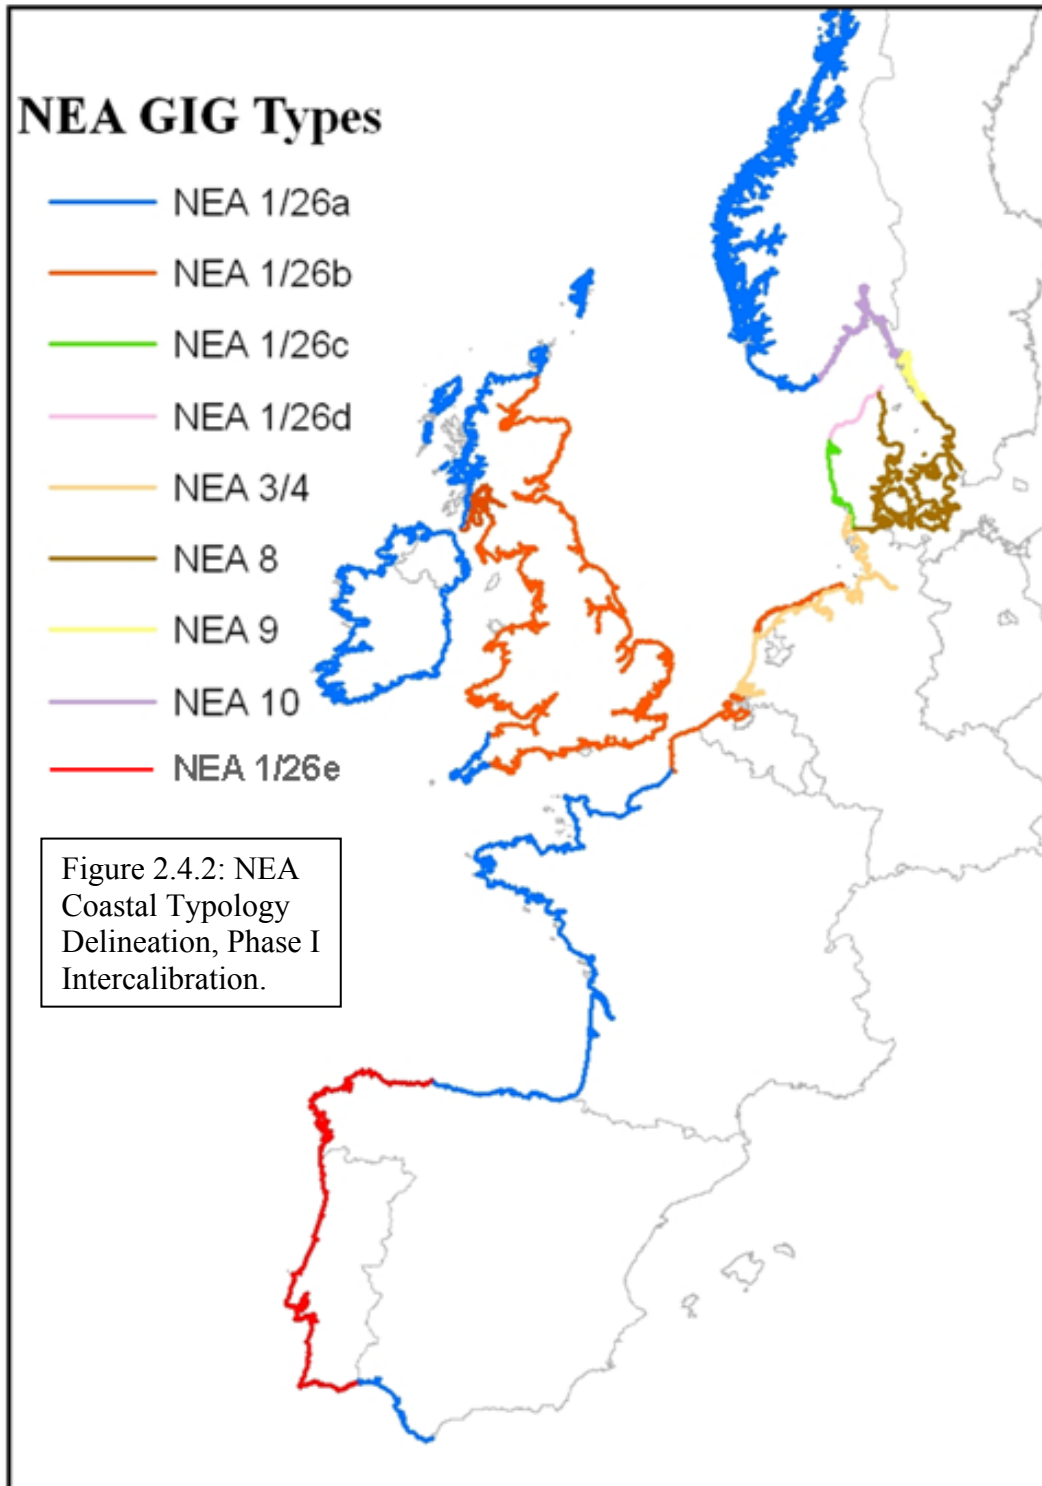 NEA GIG Types
NEA 1/26a
NEA 1/26b
NEA 1/26c
NEA 1/26d
NEA 3/4
NEA 8
NEA 9
NEA 10
NEA 1/26e
Figure 2.4.2: NEA
Coastal Typology
Delineation, Phase I
Intercalibration.